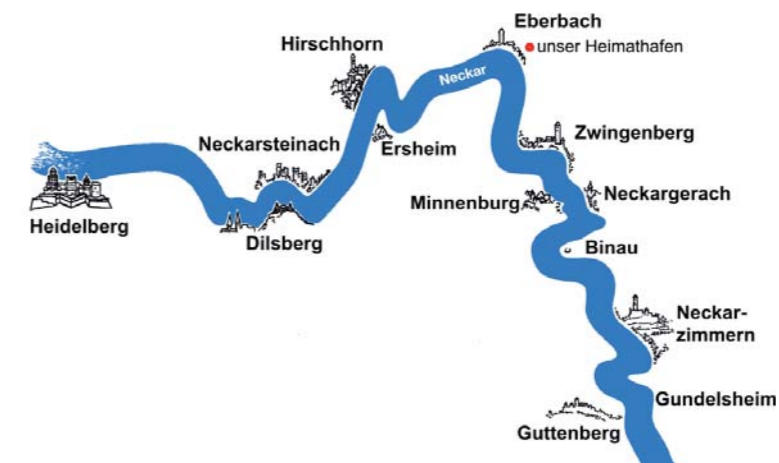 Eberbach
unser Heimathafen
Hirschhorn
Neckar
Zwingenberg
Neckarsteinach
Ersheim
Minnenburg
Neckargerach
Heidelberg
Dilsberg
Binau
Neckar-
zimmern
Gundelsheim
Guttenberg